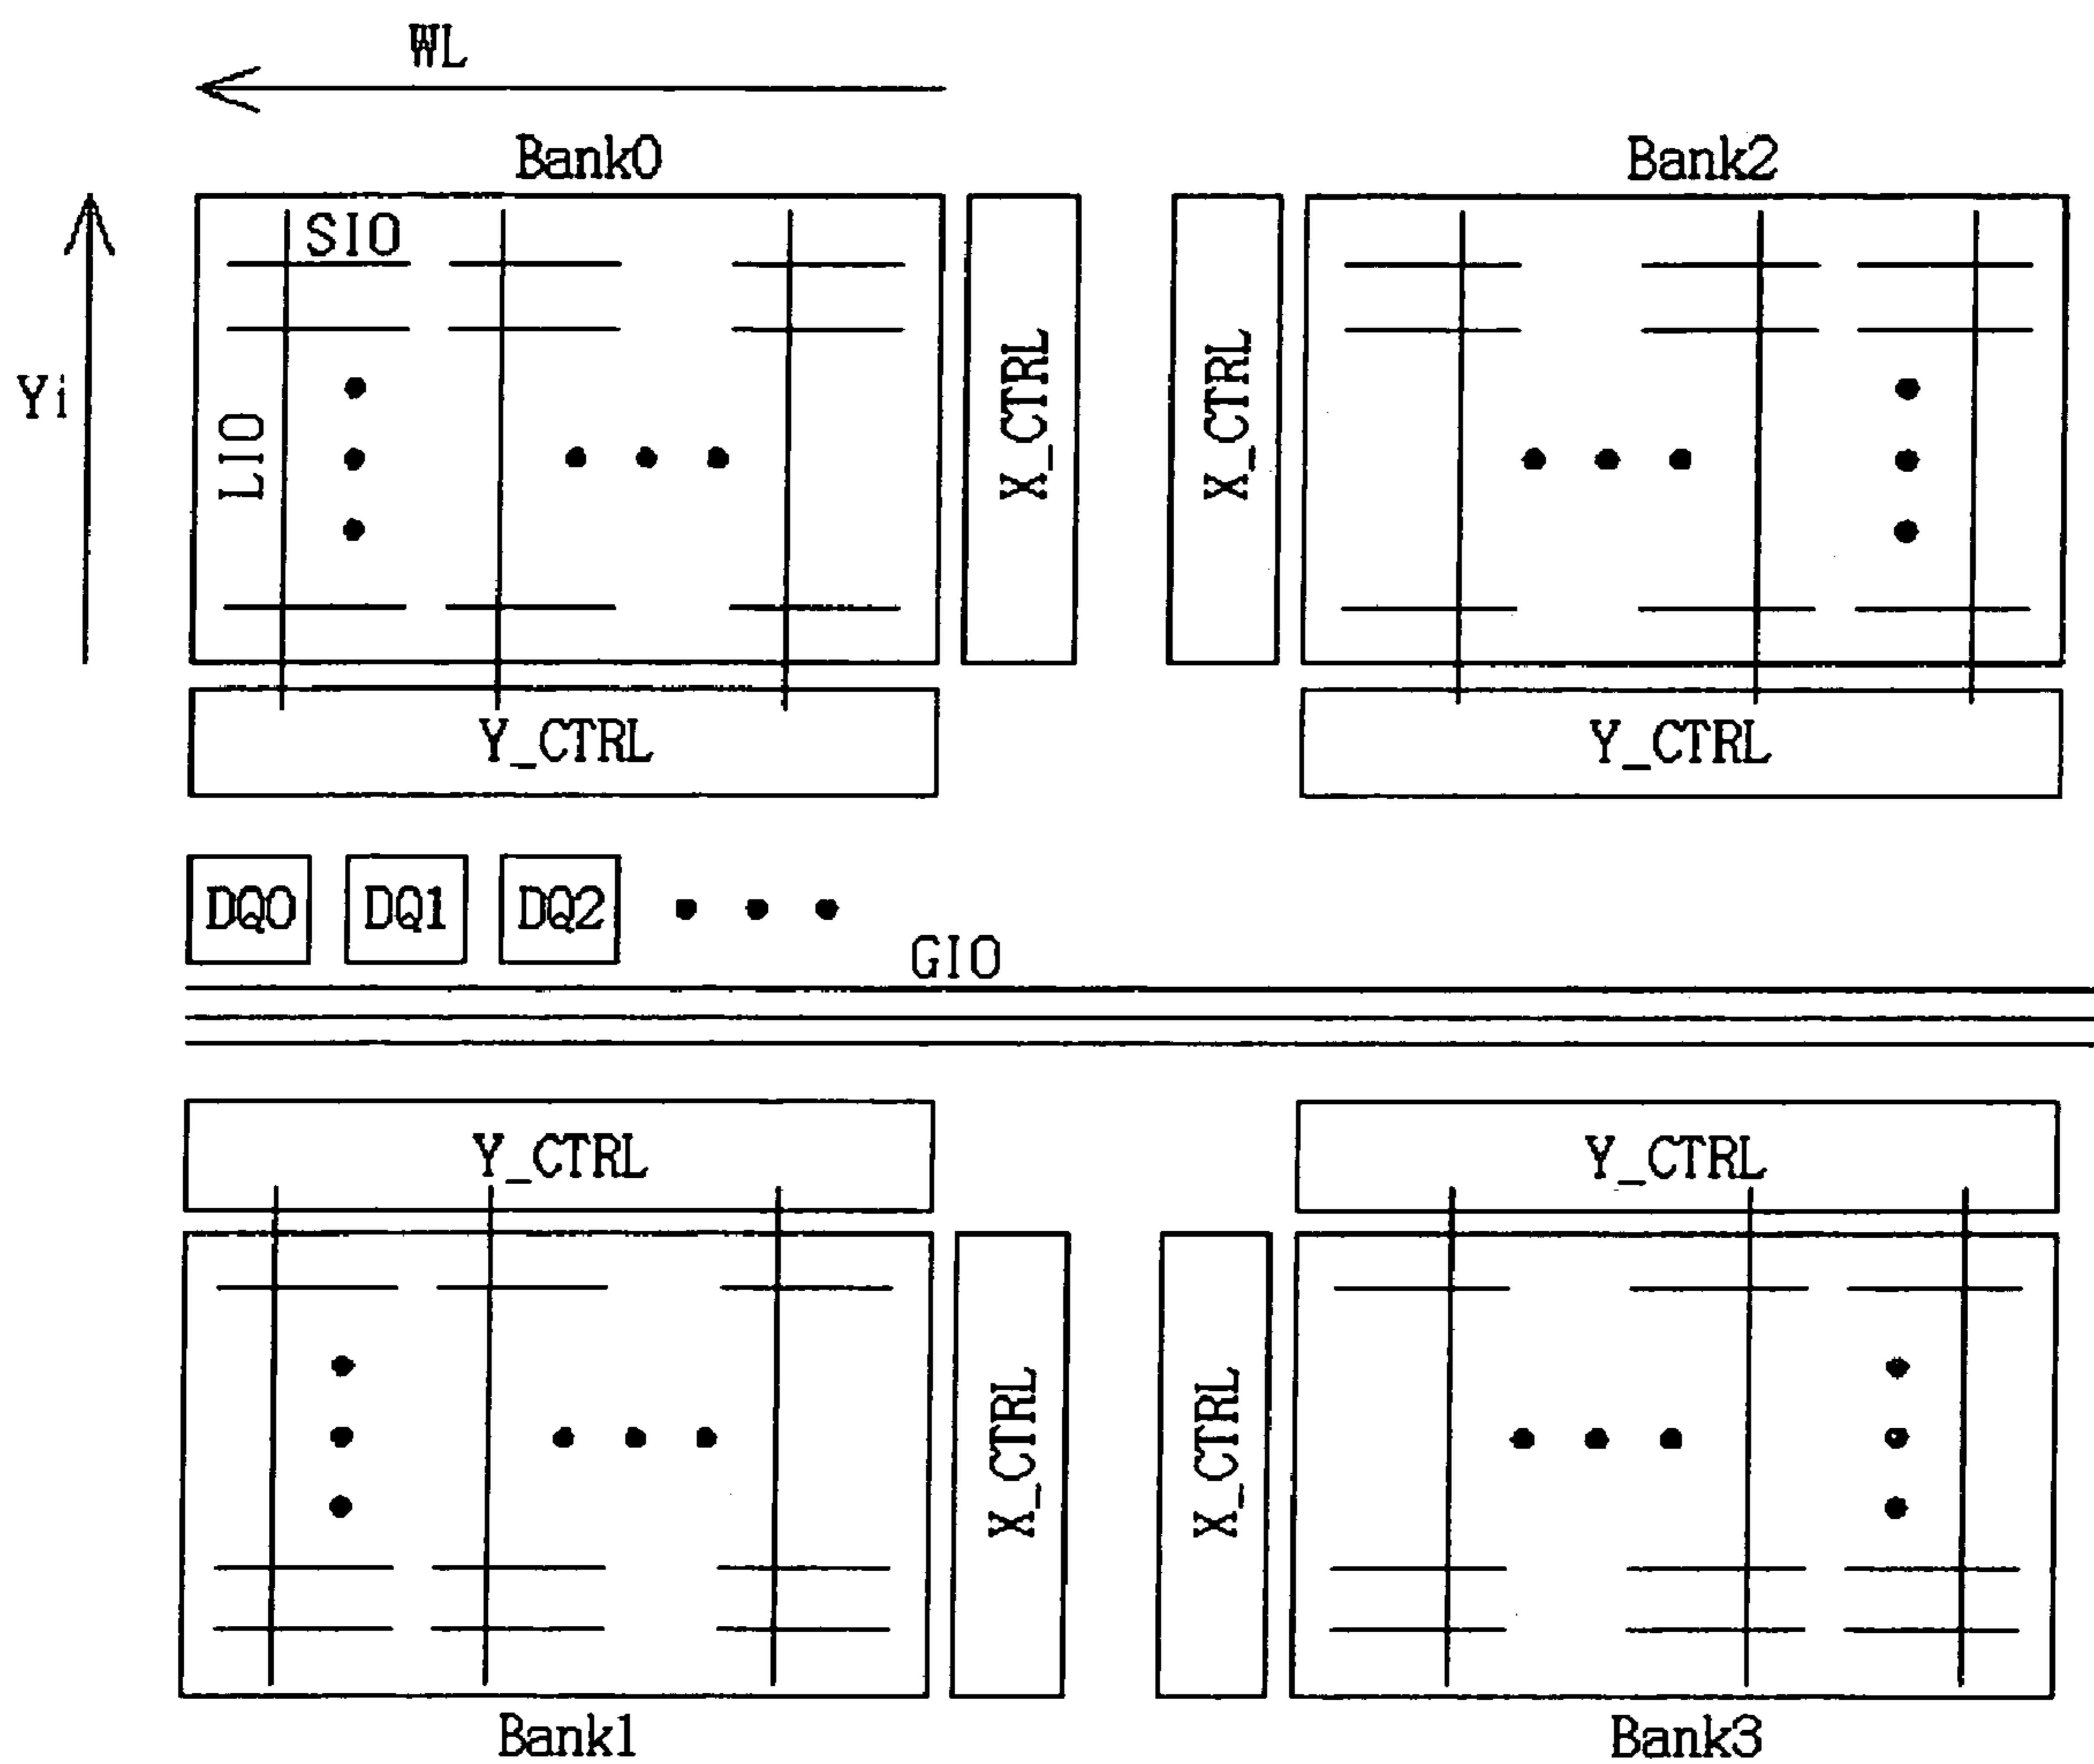 WL
Bank0
Bank2
SIO
Yi
LIO
X_CTRL
X_CTRL
Y_CTRL
Y_CTRL
DQ0 DQ1 DQ2
GIO
Y_CTRL
Y_CTRL
X_CTRL
X_CTRL
Bank1
Bank3